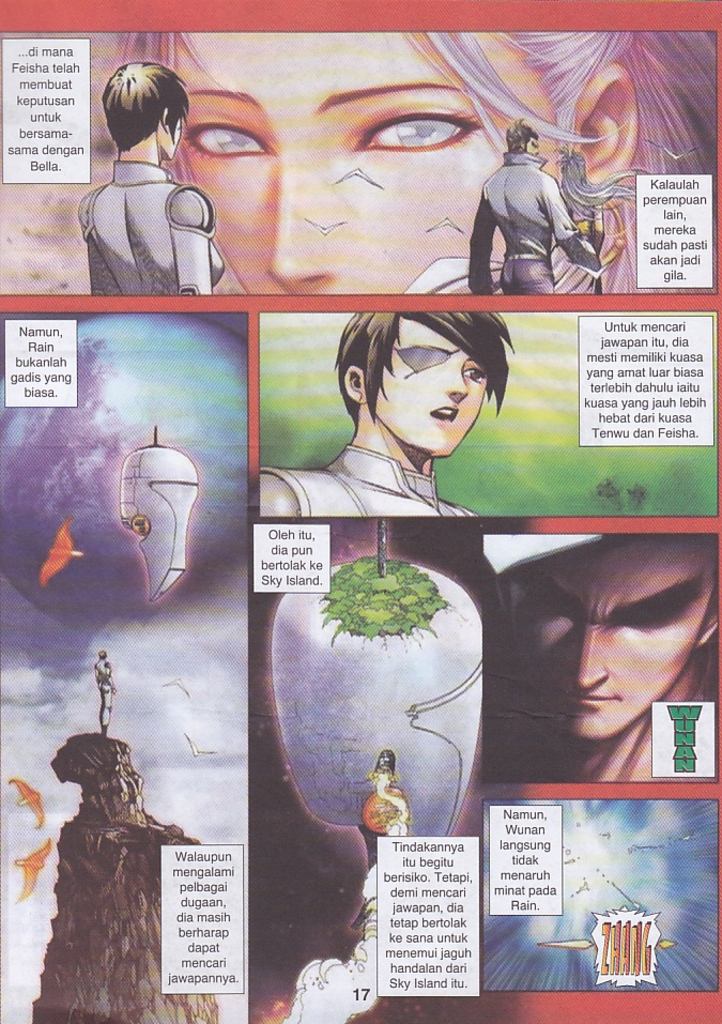 ...di mana
Feisha telah
membuat
keputusan
untuk
bersama-
sama dengan
Bella.
Kalaulah
perempuan
lain,
mereka
sudah pasti
akan jadi
gila.
Namun,
Rain
bukanlah
gadis yang
biasa.
Untuk mencari
jawapan itu, dia
mesti memiliki kuasa
yang amat luar biasa
terlebih dahulu iaitu
kuasa yang jauh lebih
hebat dari kuasa
Tenwu dan Feisha.
Walaupun
mengalami
pelbagai
dugaan,
dia masih
berharap
dapat
mencari
jawapannya.
Oleh itu,
dia pun
bertolak ke
Sky Island.
Tindakannya
itu begitu
berisiko. Tetapi,
demi mencari
jawapan, dia
tetap bertolak
ke sana untuk
menemui jaguh
handalan dari
Sky Island itu.
WUNAN
Namun,
Wunan
langsung
tidak
menaruh
minat pada
Rain.
ZHANG
17